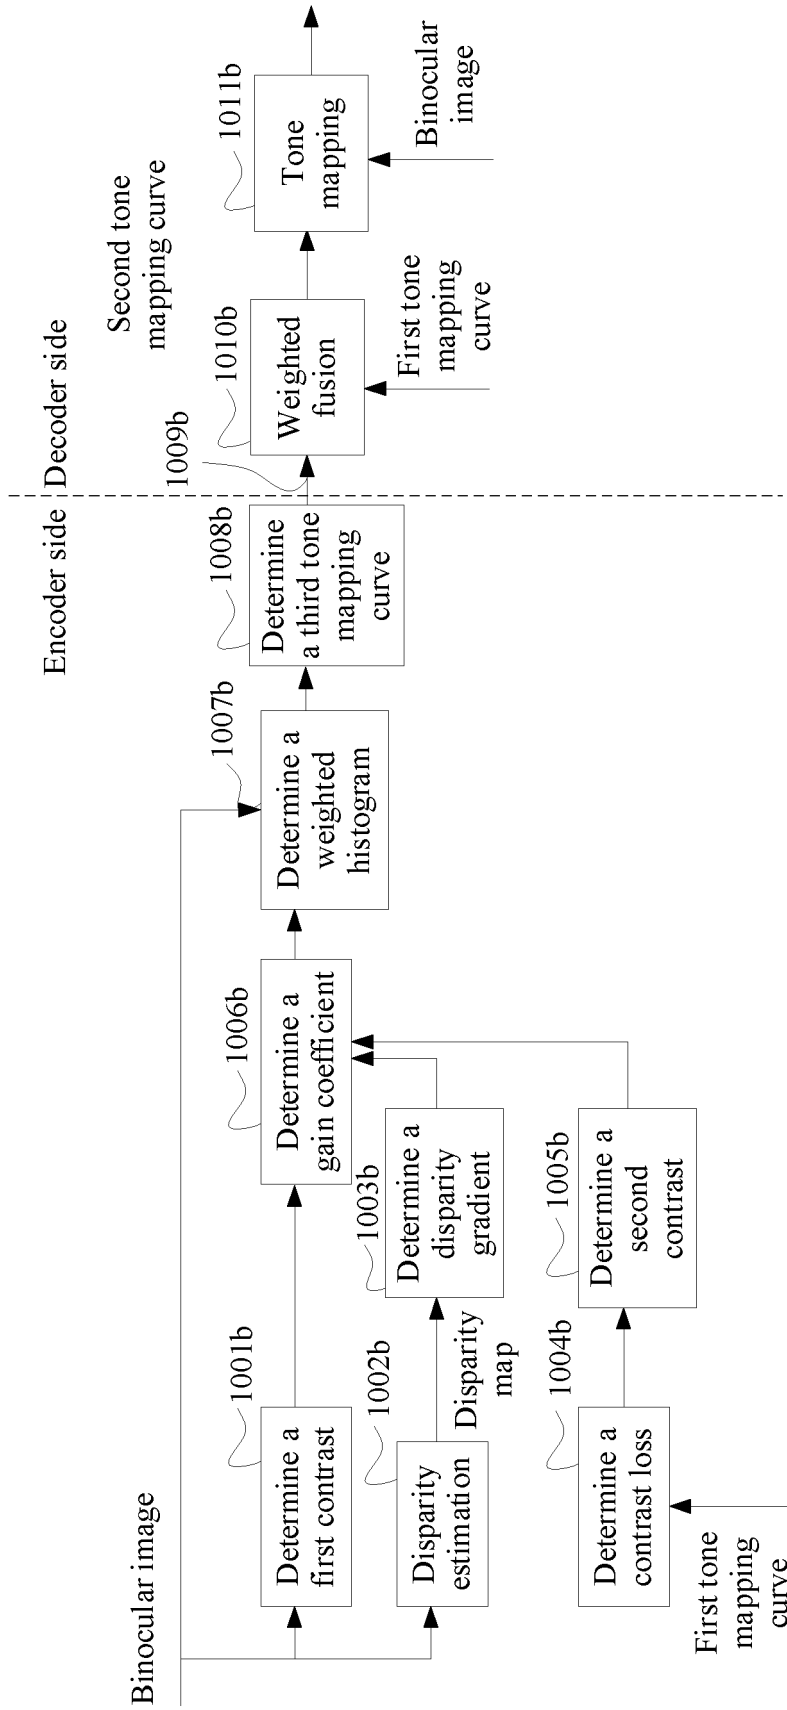 Encoder side
Decoder side
Binocular image
1001b
Determine a
first contrast
1002b
Disparity
estimation
Disparity
map
1003b
Determine a
disparity
gradient
1004b
Determine a
contrast loss
First tone
mapping
curve
1005b
Determine a
second
contrast
1006b
Determine a
gain coefficient
1007b
Determine a
weighted
histogram
1008b
Determine
a third tone
mapping
curve
1009b
1010b
Weighted
fusion
First tone
mapping
curve
Second tone
mapping curve
1011b
Tone
mapping
Binocular
image